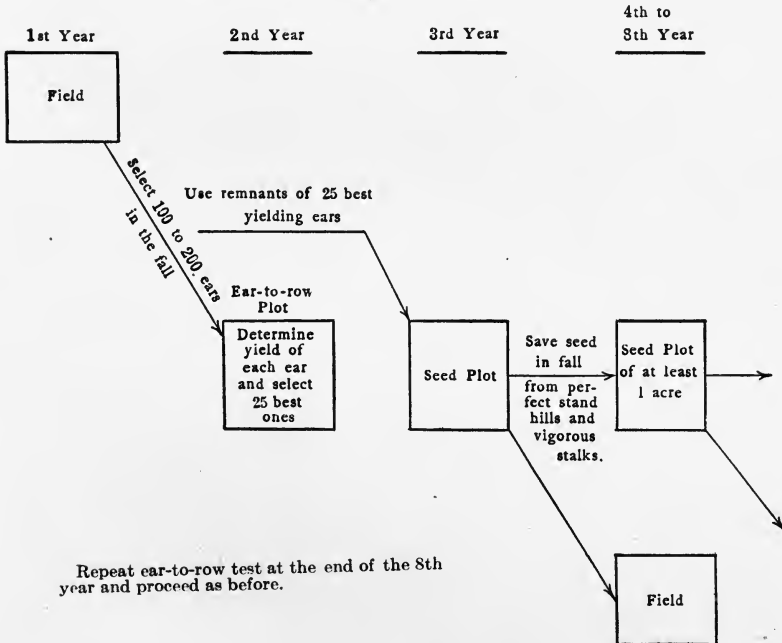 1st Year
2nd Year
3rd Year
4th to
8th Year
Field
Select 100 to 200 ears
in the fall
Use remnants of 25 best
yielding ears
Ear-to-row
Plot
Determine
yield of
each ear
and select
25 best
ones
Seed Plot
Save seed
in fall
from per-
fect stand
hills and
vigorous
stalks.
Seed Plot
of at least
1 acre
Field
Repeat ear-to-row test at the end of the 8th
year and proceed as before.